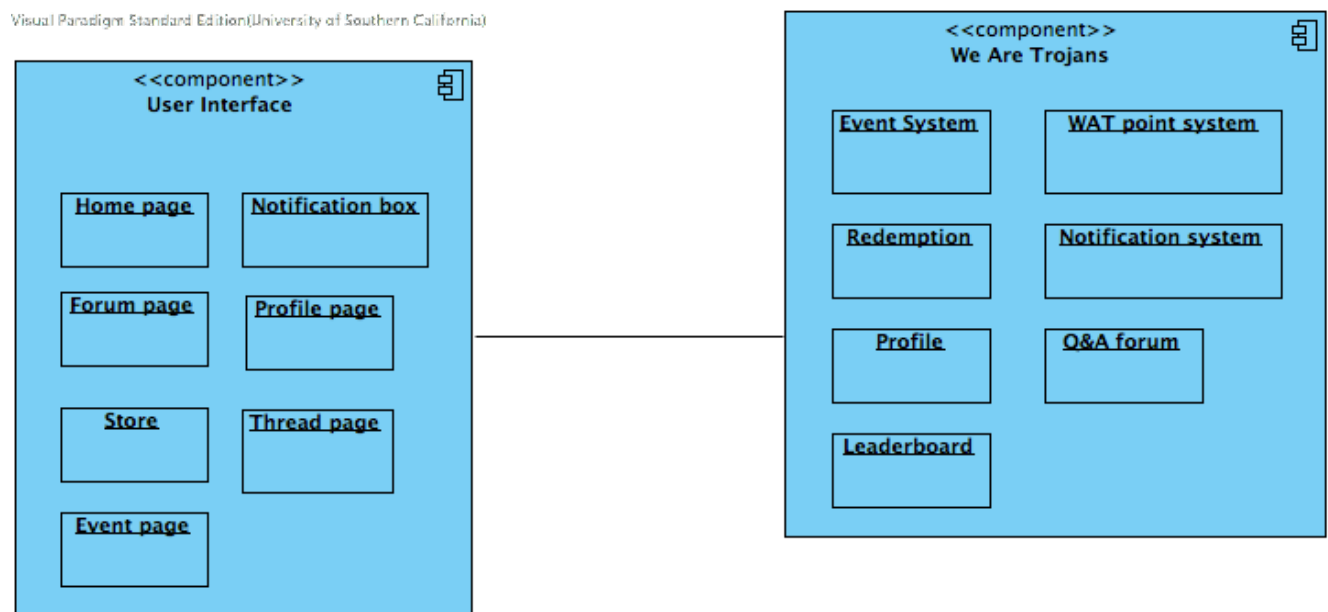 Visual Paradigm Standard Edition(University of Southern California)
<<component>>
User Interface
Home page
Notification box
Forum page
Profile page
Store
Thread page
Event page
<<component>>
We Are Trojans
Event System
WAT point system
Redemption
Notification system
Profile
Q&A forum
Leaderboard